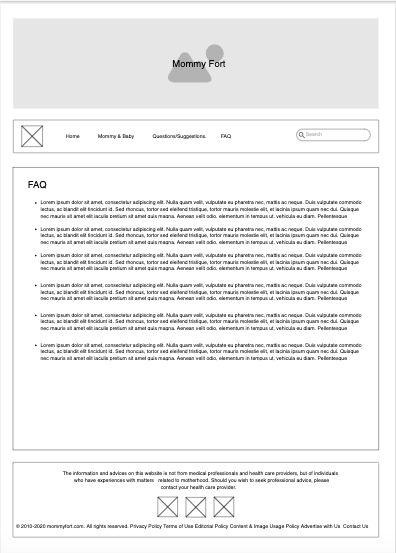 Mommy Fort
Home Mommy & Baby Questions/Suggestions. FAQ Search
FAQ
• Lorem ipsum dolor sit amet, consectetur adipiscing elit. Nulla quam velit, vulputate eu pharetra nec, mattis ac neque. Duis vulputate commodo
lectus, ac blandit elit tincidunt id. Sed rhoncus, tortor sed eleifend tristique, tortor mauris molestie elit, et lacinia ipsum quam nec dui. Quisque
nec mauris sit amet elit iaculis pretium sit amet quis magna. Aenean velit odio, elementum in tempus ut, vehicula eu diam. Pellentesque
• Lorem ipsum dolor sit amet, consectetur adipiscing elit. Nulla quam velit, vulputate eu pharetra nec, mattis ac neque. Duis vulputate commodo
lectus, ac blandit elit tincidunt id. Sed rhoncus, tortor sed eleifend tristique, tortor mauris molestie elit, et lacinia ipsum quam nec dui. Quisque
nec mauris sit amet elit iaculis pretium sit amet quis magna. Aenean velit odio, elementum in tempus ut, vehicula eu diam. Pellentesque
• Lorem ipsum dolor sit amet, consectetur adipiscing elit. Nulla quam velit, vulputate eu pharetra nec, mattis ac neque. Duis vulputate commodo
lectus, ac blandit elit tincidunt id. Sed rhoncus, tortor sed eleifend tristique, tortor mauris molestie elit, et lacinia ipsum quam nec dui. Quisque
nec mauris sit amet elit iaculis pretium sit amet quis magna. Aenean velit odio, elementum in tempus ut, vehicula eu diam. Pellentesque
• Lorem ipsum dolor sit amet, consectetur adipiscing elit. Nulla quam velit, vulputate eu pharetra nec, mattis ac neque. Duis vulputate commodo
lectus, ac blandit elit tincidunt id. Sed rhoncus, tortor sed eleifend tristique, tortor mauris molestie elit, et lacinia ipsum quam nec dui. Quisque
nec mauris sit amet elit iaculis pretium sit amet quis magna. Aenean velit odio, elementum in tempus ut, vehicula eu diam. Pellentesque
• Lorem ipsum dolor sit amet, consectetur adipiscing elit. Nulla quam velit, vulputate eu pharetra nec, mattis ac neque. Duis vulputate commodo
lectus, ac blandit elit tincidunt id. Sed rhoncus, tortor sed eleifend tristique, tortor mauris molestie elit, et lacinia ipsum quam nec dui. Quisque
nec mauris sit amet elit iaculis pretium sit amet quis magna. Aenean velit odio, elementum in tempus ut, vehicula eu diam. Pellentesque
• Lorem ipsum dolor sit amet, consectetur adipiscing elit. Nulla quam velit, vulputate eu pharetra nec, mattis ac neque. Duis vulputate commodo
lectus, ac blandit elit tincidunt id. Sed rhoncus, tortor sed eleifend tristique, tortor mauris molestie elit, et lacinia ipsum quam nec dui. Quisque
nec mauris sit amet elit iaculis pretium sit amet quis magna. Aenean velit odio, elementum in tempus ut, vehicula eu diam. Pellentesque
The information and advices on this website is not from medical professionals and health care providers, but of individuals
who have experiences with matters related to motherhood. Should you wish to seek professional advice, please
contact your health care provider.
© 2010-2020 mommyfort.com. All rights reserved. Privacy Policy Terms of Use Editorial Policy Content & Image Usage Policy Advertise with Us Contact Us